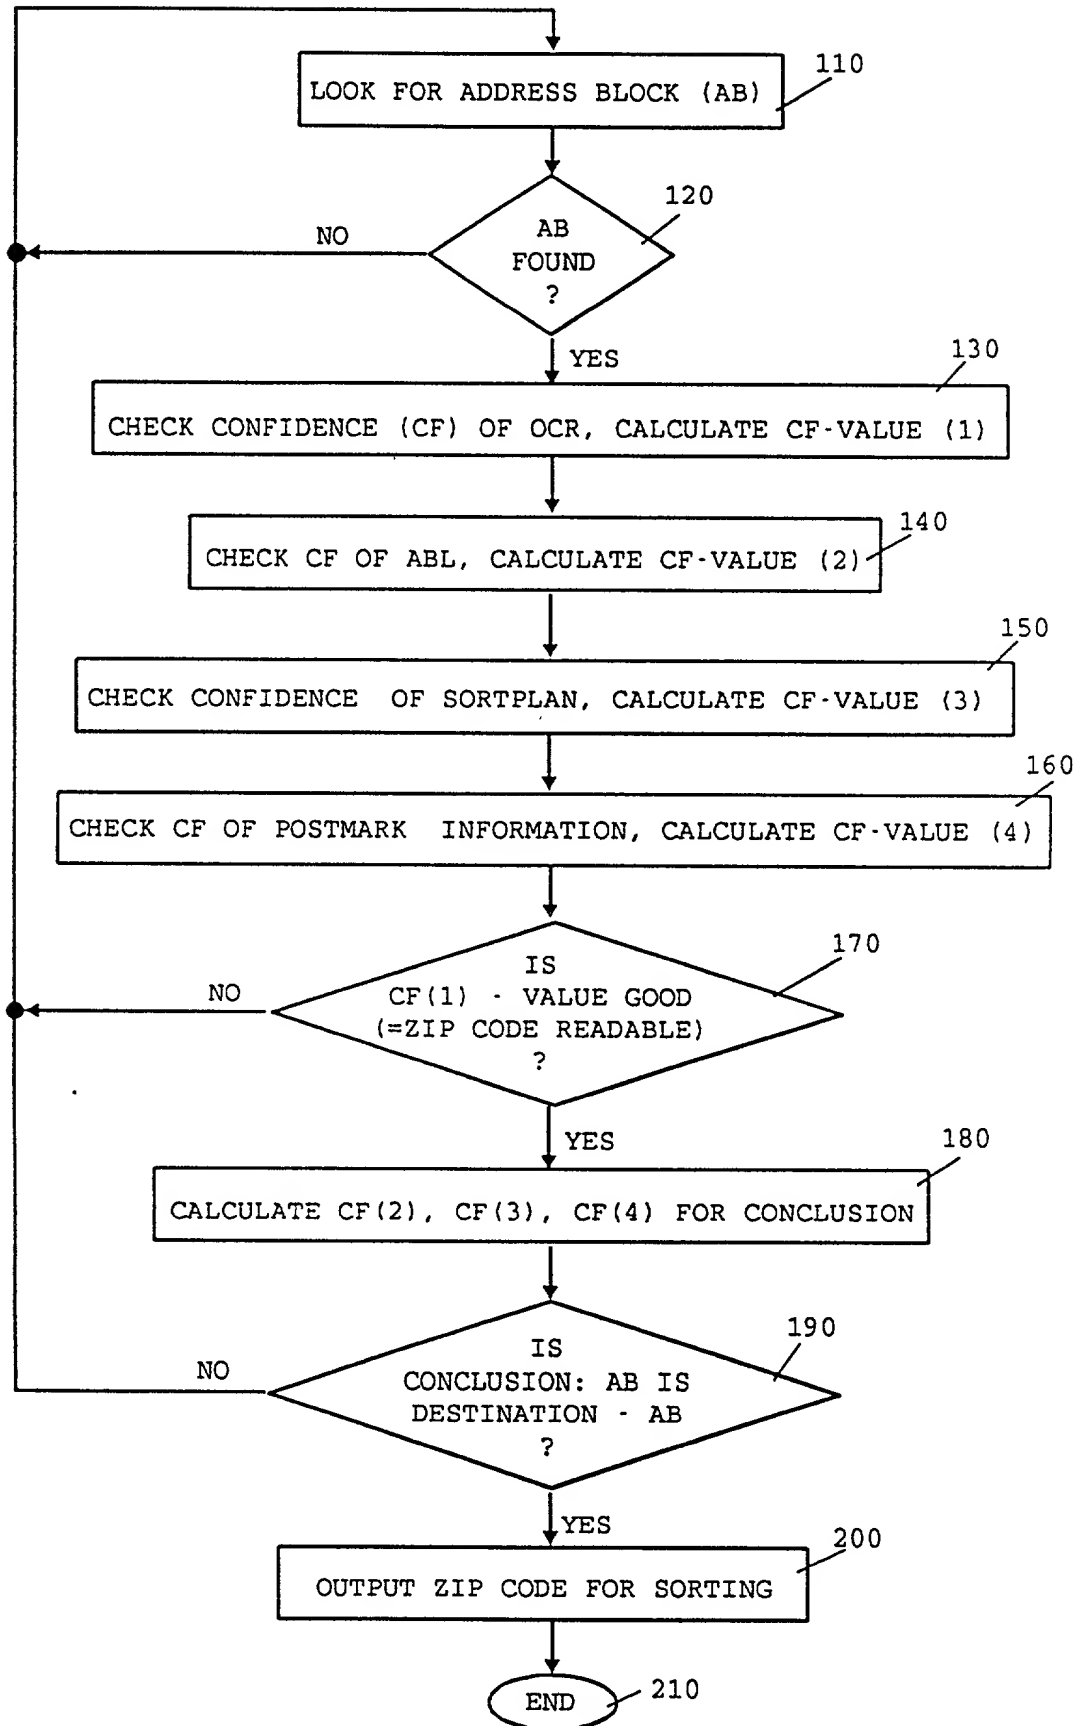 110
LOOK FOR ADDRESS BLOCK (AB)
120
AB
FOUND
?
NO
YES
130
CHECK CONFIDENCE (CF) OF OCR, CALCULATE CF-VALUE (1)
140
CHECK CF OF ABL, CALCULATE CF-VALUE (2)
150
CHECK CONFIDENCE OF SORTPLAN, CALCULATE CF-VALUE (3)
160
CHECK CF OF POSTMARK INFORMATION, CALCULATE CF-VALUE (4)
170
IS
CF(1) - VALUE GOOD
(=ZIP CODE READABLE)
?
NO
YES
180
CALCULATE CF(2), CF(3), CF(4) FOR CONCLUSION
190
IS
CONCLUSION: AB IS
DESTINATION - AB
?
NO
YES
200
OUTPUT ZIP CODE FOR SORTING
END
210